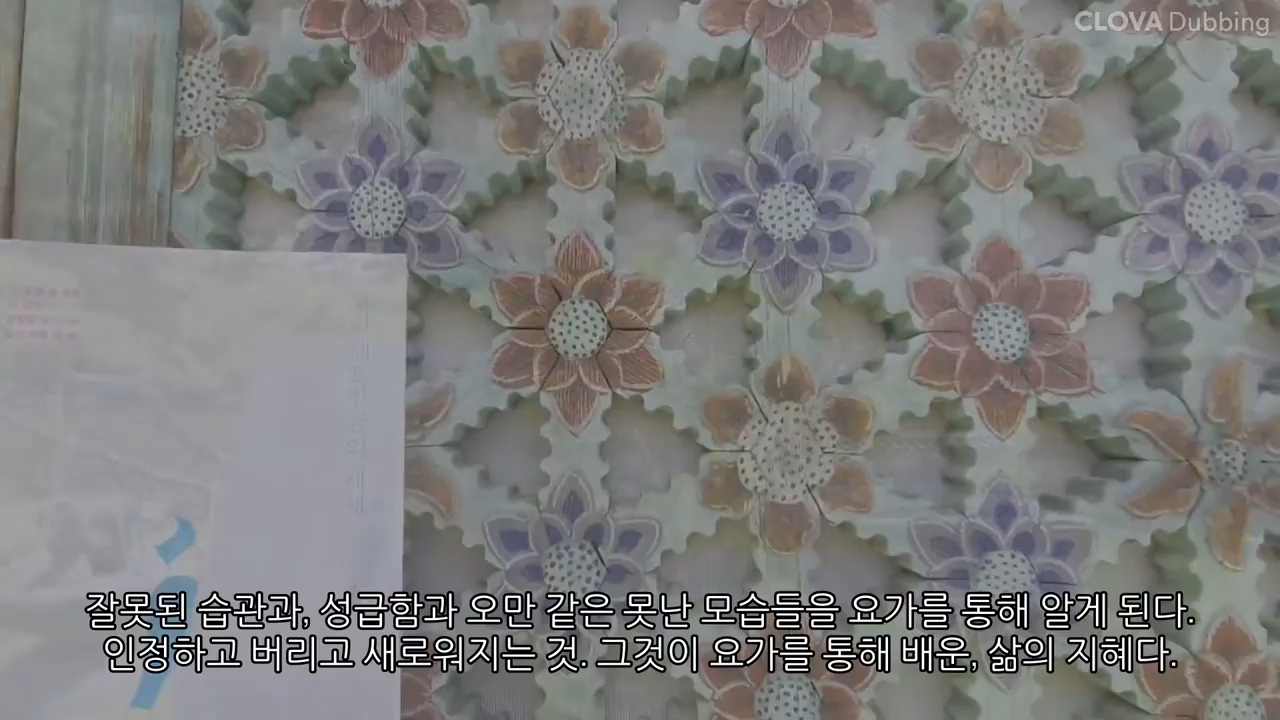 CLOVA Dubbing
잘못된 습관과, 성급함과 오만 같은 못난 모습들을 요가를 통해 알게 된다.
인정하고 버리고 새로워지는 것. 그것이 요가를 통해 배운, 삶의 지혜다.